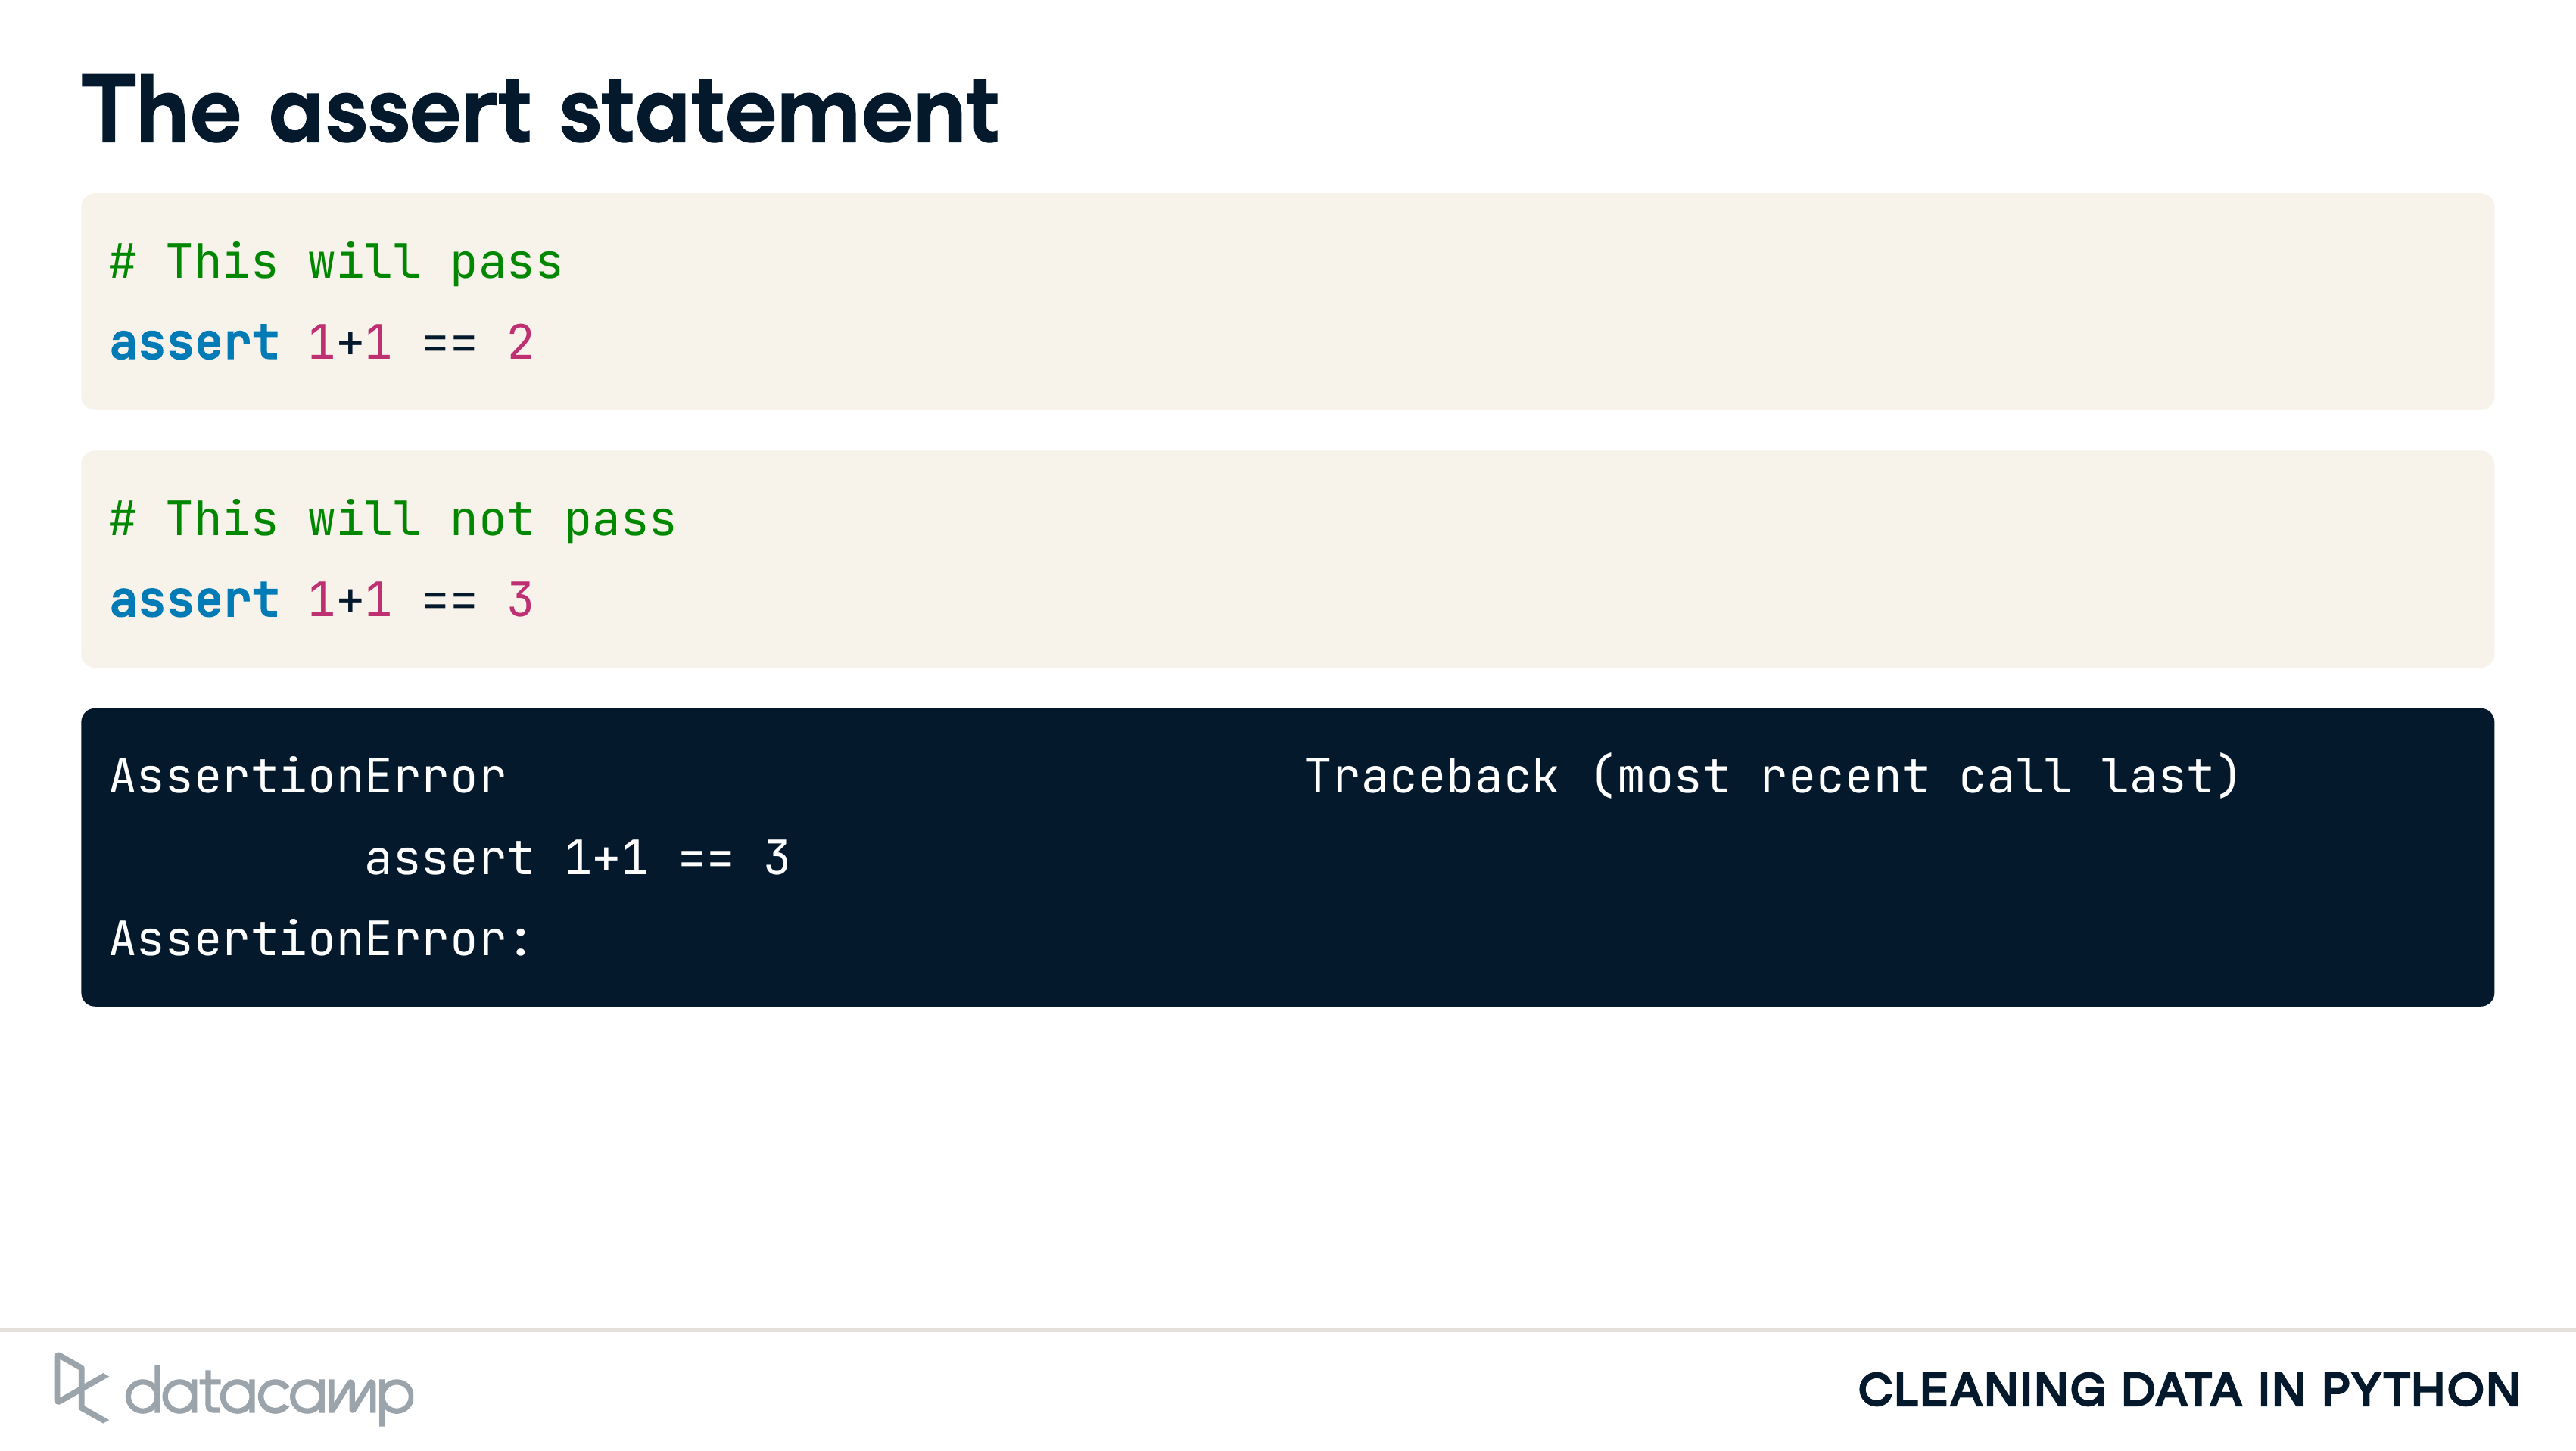 The assert statement
# This will pass
assert 1+1 == 2
# This will not pass
assert 1+1 == 3
AssertionError                            Traceback (most recent call last)
         assert 1+1 == 3
AssertionError:
datacamp
CLEANING DATA IN PYTHON